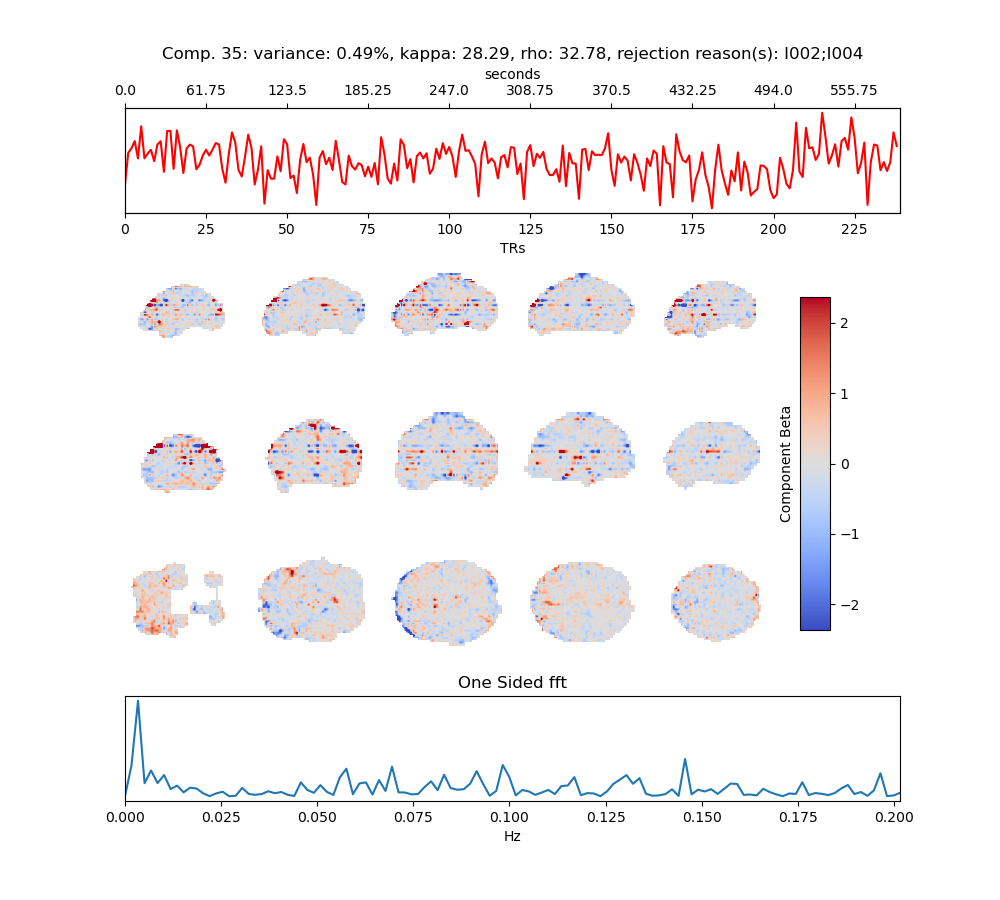 Comp. 35: variance: 0.49%, kappa: 28.29, rho: 32.78, rejection reason(s): I002;I004
seconds
0.0 61.75 123.5 185.25 247.0 308.75 370.5 432.25 494.0 555.75
0 25 50 75 100 125 150 175 200 225
TRs
2
1
0
−1
−2
Component Beta
One Sided fft
0.000 0.025 0.050 0.075 0.100 0.125 0.150 0.175 0.200
Hz